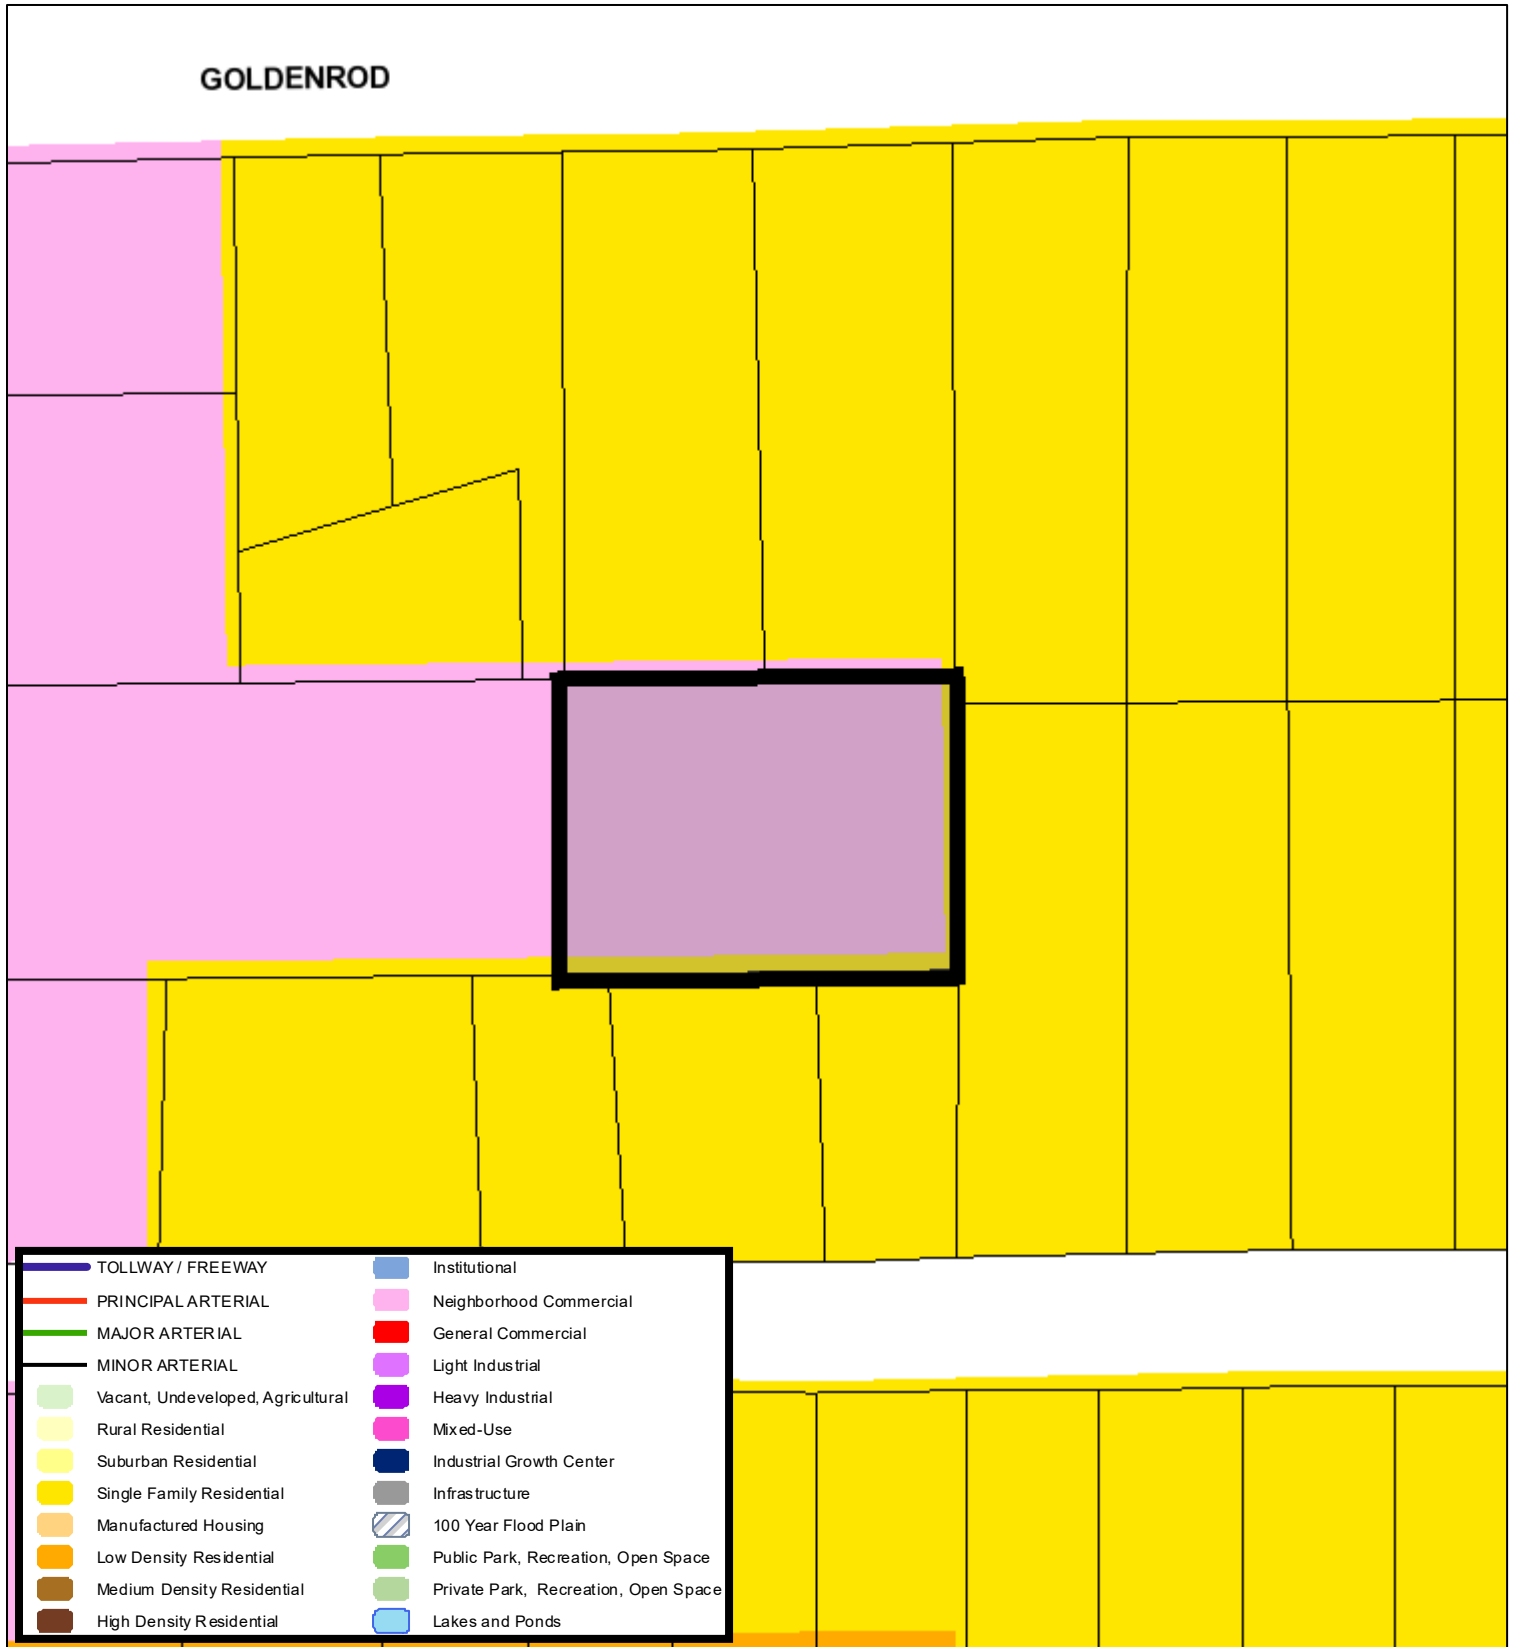 GOLDENROD
TOLLWAY / FREEWAY
PRINCIPAL ARTERIAL
MAJOR ARTERIAL
MINOR ARTERIAL
Vacant, Undeveloped, Agricultural
Rural Residential
Suburban Residential
Single Family Residential
Manufactured Housing
Low Density Residential
Medium Density Residential
High Density Residential
Institutional
Neighborhood Commercial
General Commercial
Light Industrial
Heavy Industrial
Mixed-Use
Industrial Growth Center
Infrastructure
100 Year Flood Plain
Public Park, Recreation, Open Space
Private Park, Recreation, Open Space
Lakes and Ponds